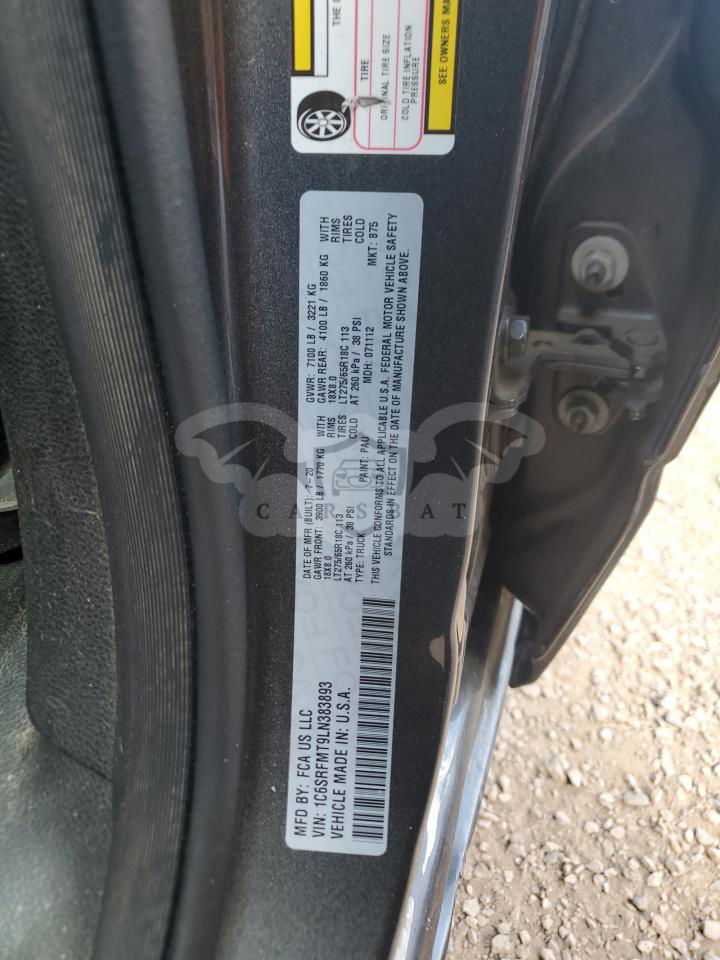 THE C
TIRE
ORIGINAL TIRE SIZE
COLD TIRE INFLATION
PRESSURE
SEE OWNERS MA
MFD BY: FCA US LLC
VIN: 1C6SRFMT9LN383893
VEHICLE MADE IN: U.S.A.
DATE OF MFR (BUILT): 7-20
GAWR FRONT: 3900 LB / 1770 KG WITH
18X8.0 RIMS
LT275/65R18C 113 TIRES
AT 260 kPa / 38 PSI COLD
TYPE: TRUCK PAINT: PAU
GVWR: 7100 LB / 3221 KG
GAWR REAR: 4100 LB / 1860 KG WITH
18X8.0 RIMS
LT275/65R18C 113 TIRES
AT 260 kPa / 38 PSI COLD
MDH: 071112 MKT: 875
THIS VEHICLE CONFORMS TO ALL APPLICABLE U.S.A. FEDERAL MOTOR VEHICLE SAFETY
STANDARDS IN EFFECT ON THE DATE OF MANUFACTURE SHOWN ABOVE.
CARSBAT